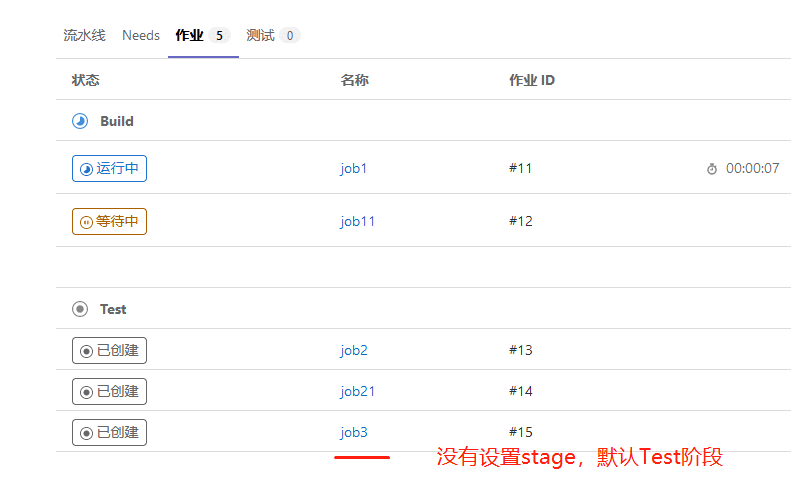 流水线 Needs 作业 5 测试 0
状态 名称 作业 ID
Build
运行中 job1 #11 00:00:07
等待中 job11 #12
Test
已创建 job2 #13
已创建 job21 #14
已创建 job3 #15
没有设置stage，默认Test阶段